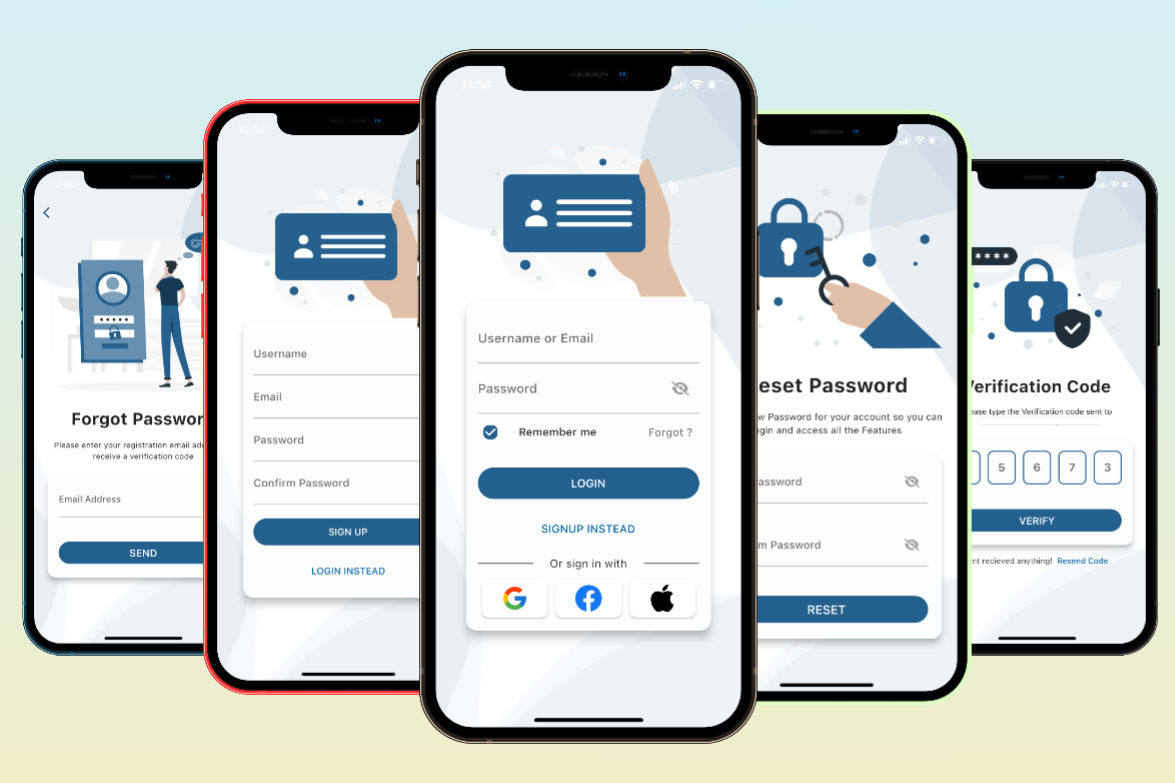 12:06
Forgot Passwor
Please enter your registration email ad
receive a verification code
Email Address
SEND
12:06
Username
Email
Password
Confirm Password
SIGN UP
LOGIN INSTEAD
11:58
Username or Email
Password
Remember me
Forgot ?
LOGIN
SIGNUP INSTEAD
Or sign in with
eset Password
w Password for your account so you can
gin and access all the Features
assword
m Password
RESET
****
Verification Code
ease type the Verification code sent to
5 6 7 3
VERIFY
nt recieved anything! Resend Code